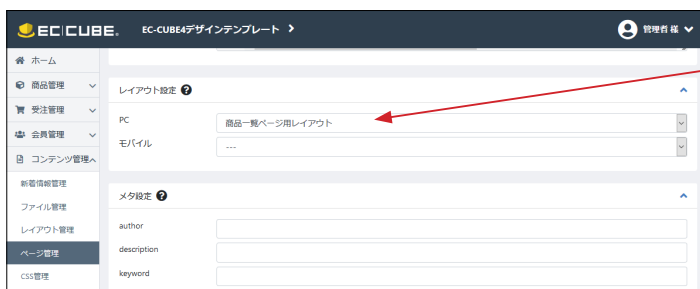 EC CUBE. EC-CUBE4デザインテンプレート 管理者 様
ホーム
商品管理
受注管理
会員管理
コンテンツ管理
新着情報管理
ファイル管理
レイアウト管理
ページ管理
CSS管理
レイアウト設定
PC 商品一覧ページ用レイアウト
モバイル ---
メタ設定
author
description
keyword